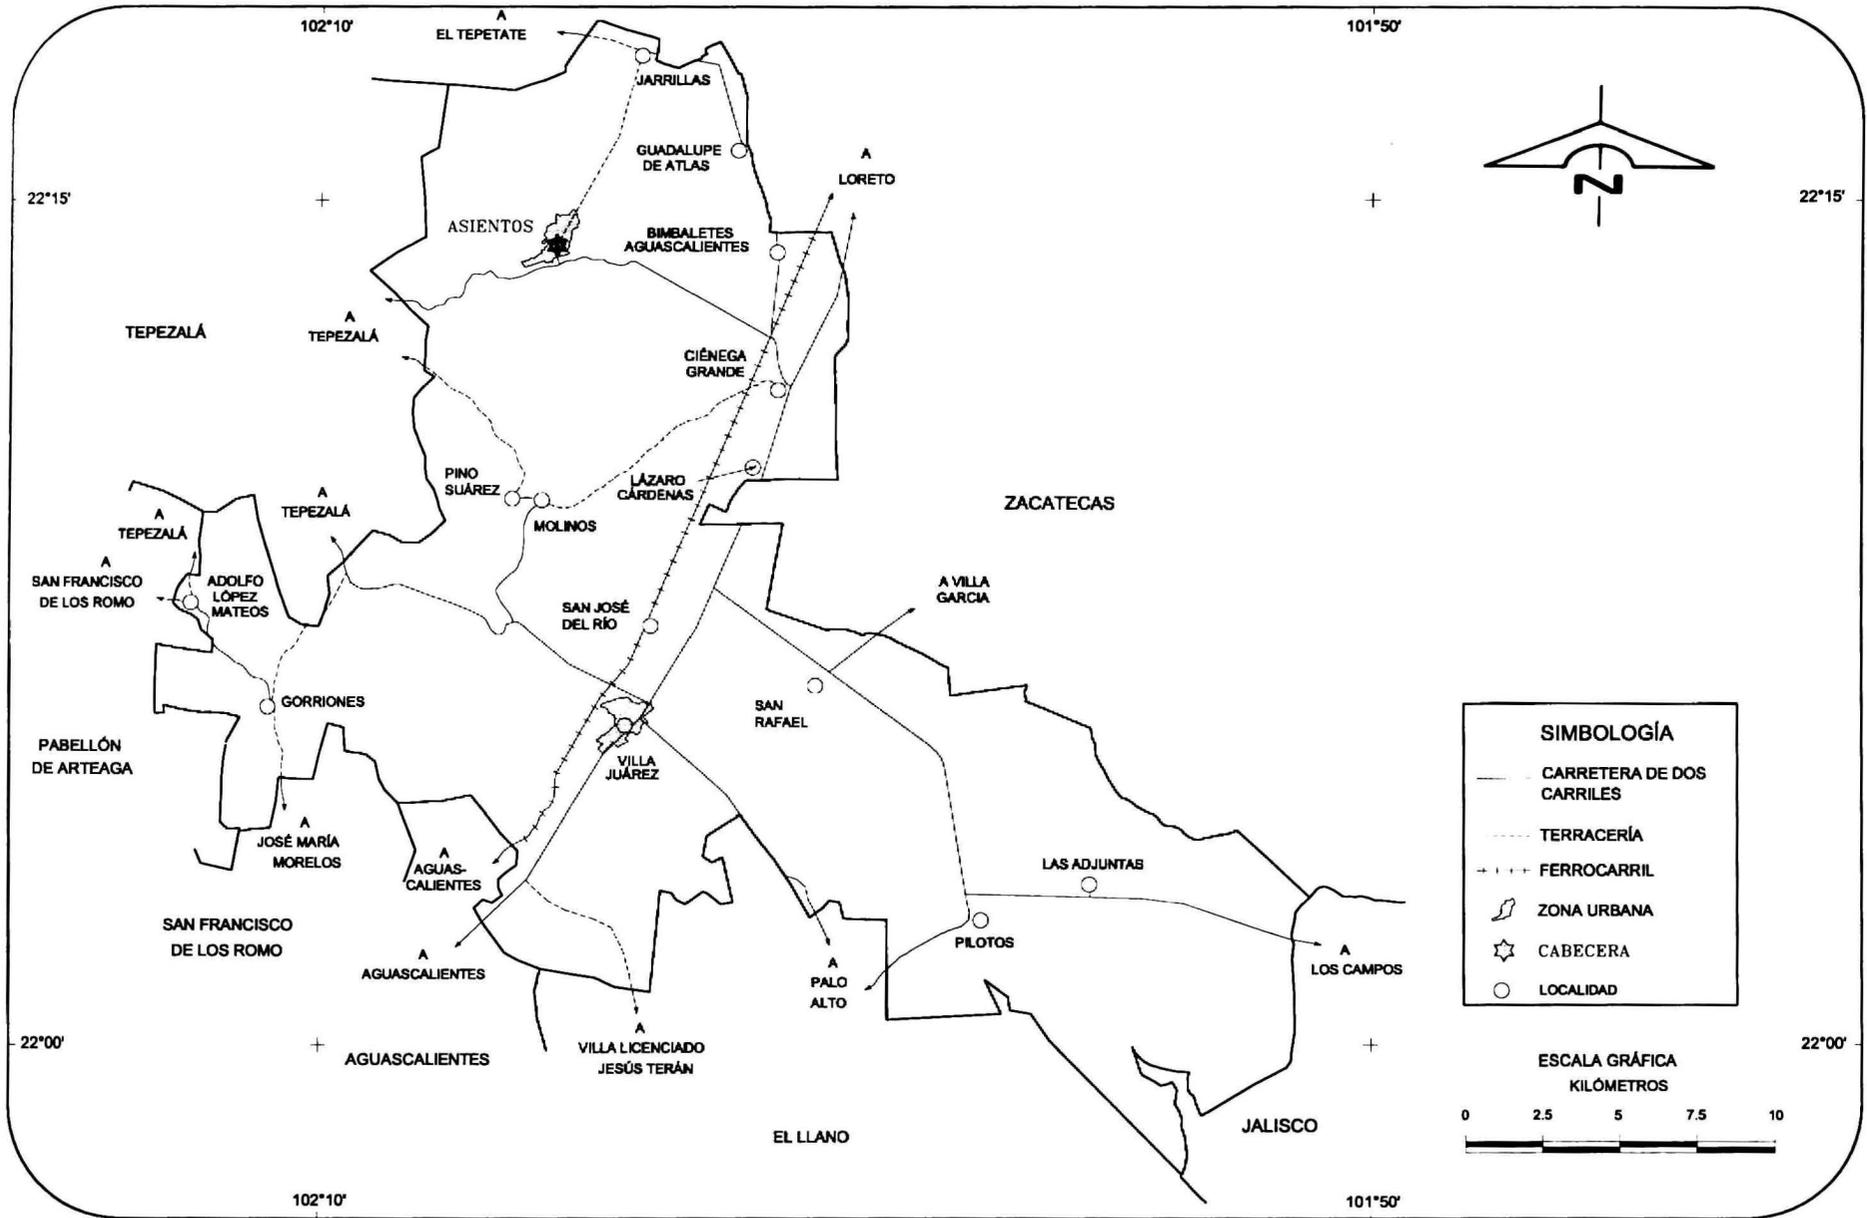 102°10'
101°50'
A
EL TEPETATE
JARRILLAS
GUADALUPE
DE ATLAS
A
LORETO
22°15'
22°15'
N
ASIENTOS
BIMBALETES
AGUASCALIENTES
TEPEZALÁ
A
TEPEZALÁ
CIÉNEGA
GRANDE
PINO
SUÁREZ
LÁZARO
CÁRDENAS
ZACATECAS
A
TEPEZALÁ
MOLINOS
A
TEPEZALÁ
A
SAN FRANCISCO
DE LOS ROMO
ADOLFO
LÓPEZ
MATEOS
SAN JOSÉ
DEL RÍO
A VILLA
GARCIA
GORRIONES
SAN
RAFAEL
PABELLÓN
DE ARTEAGA
VILLA
JUÁREZ
A
JOSÉ MARÍA
MORELOS
A
AGUAS-
CALIENTES
LAS ADJUNTAS
SAN FRANCISCO
DE LOS ROMO
PILOTOS
A
AGUASCALIENTES
A
PALO
ALTO
A
LOS CAMPOS
A
VILLA LICENCIADO
JESÚS TERÁN
22°00'
AGUASCALIENTES
22°00'
EL LLANO
JALISCO
SIMBOLOGÍA
CARRETERA DE DOS
CARRILES
TERRACERÍA
FERROCARRIL
ZONA URBANA
CABECERA
LOCALIDAD
ESCALA GRÁFICA
KILÓMETROS
0 2.5 5 7.5 10
102°10'
101°50'